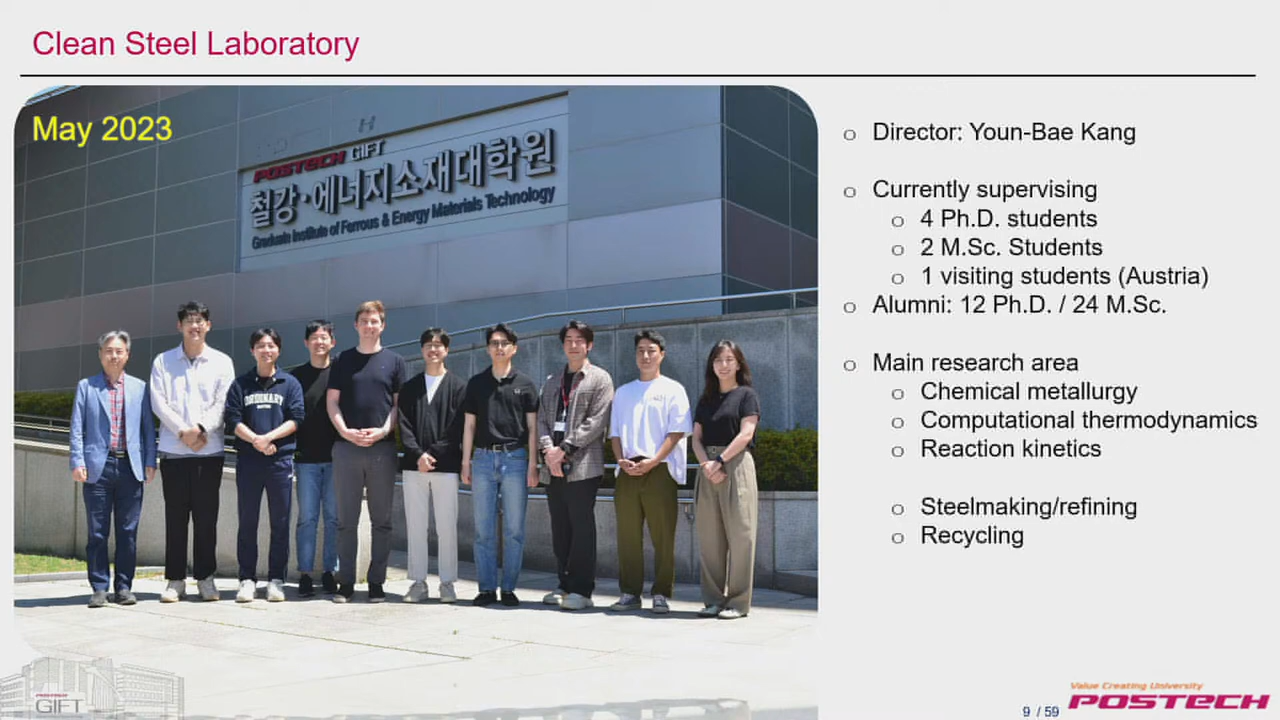 Clean Steel Laboratory
May 2023
POSTECH GIFT
철강·에너지소재대학원
Graduate Institute of Ferrous & Energy Materials Technology
ORDINARY
o Director: Youn-Bae Kang
o Currently supervising
o 4 Ph.D. students
o 2 M.Sc. Students
o 1 visiting students (Austria)
o Alumni: 12 Ph.D. / 24 M.Sc.
o Main research area
o Chemical metallurgy
o Computational thermodynamics
o Reaction kinetics
o Steelmaking/refining
o Recycling
POSTECH
GIFT
9 / 59
Value Creating University
POSTECH